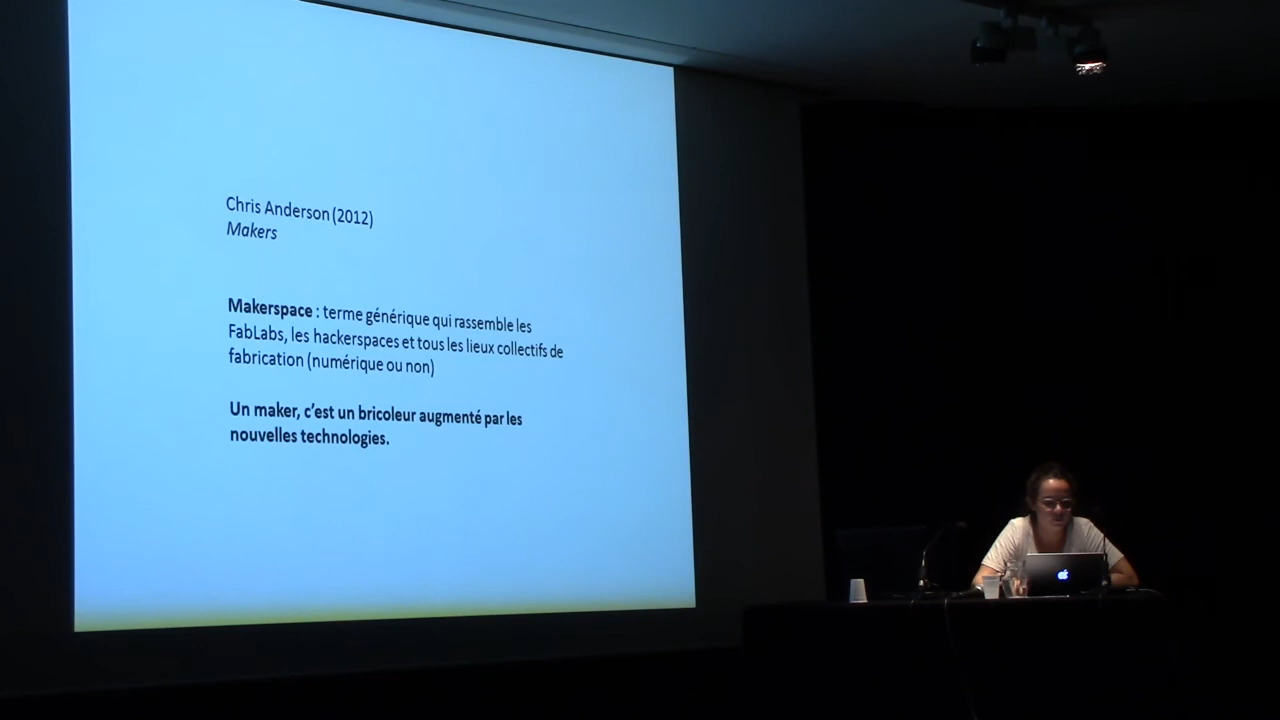 Chris Anderson (2012)
Makers
Makerspace : terme générique qui rassemble les
FabLabs, les hackerspaces et tous les lieux collectifs de
fabrication (numérique ou non)
Un maker, c’est un bricoleur augmenté par les
nouvelles technologies.